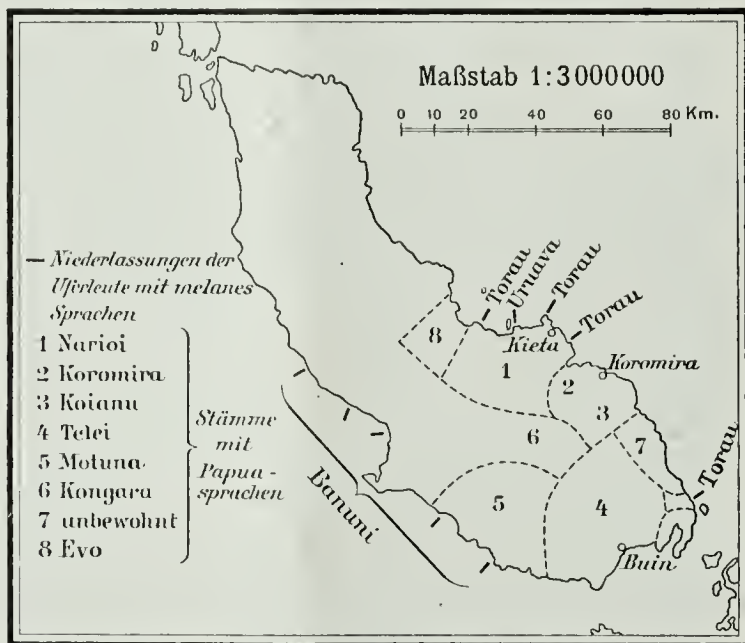 Maßstab 1:3000000
0 20 40 60 80 Km.
Niederlassungen der
Uferleute mit melanes
Sprachen
1 Narioi
2 Koromira
3 Koianu
4 Telei
5 Motuna
6 Kongara
7 unbewohnt
8 Evo
Stämme
mit
Papua-
sprachen
Banuni
Torau
Uruava
Torau
Torau
Kieta
Koromira
Torau
Buin
8
1
2
3
6
7
5
4